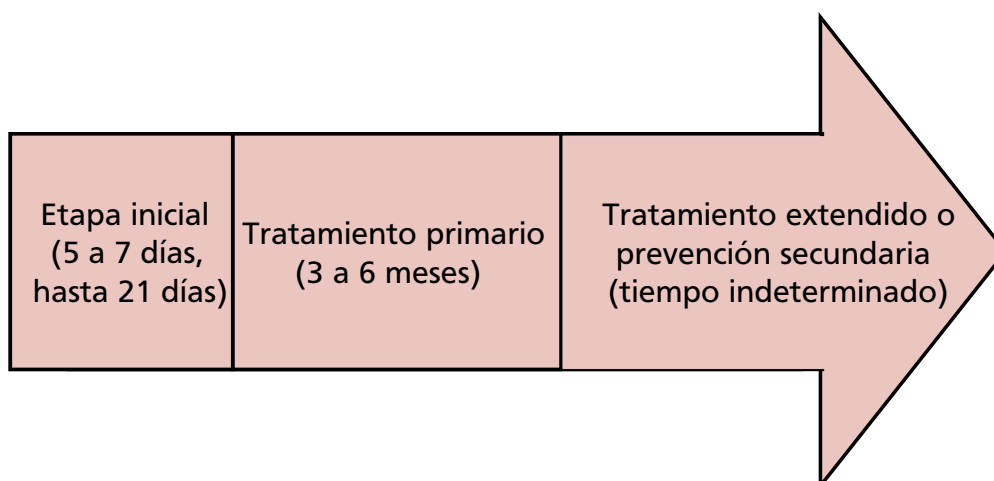 Etapa inicial
(5 a 7 días,
hasta 21 días)
Tratamiento primario
(3 a 6 meses)
Tratamiento extendido o
prevención secundaria
(tiempo indeterminado)